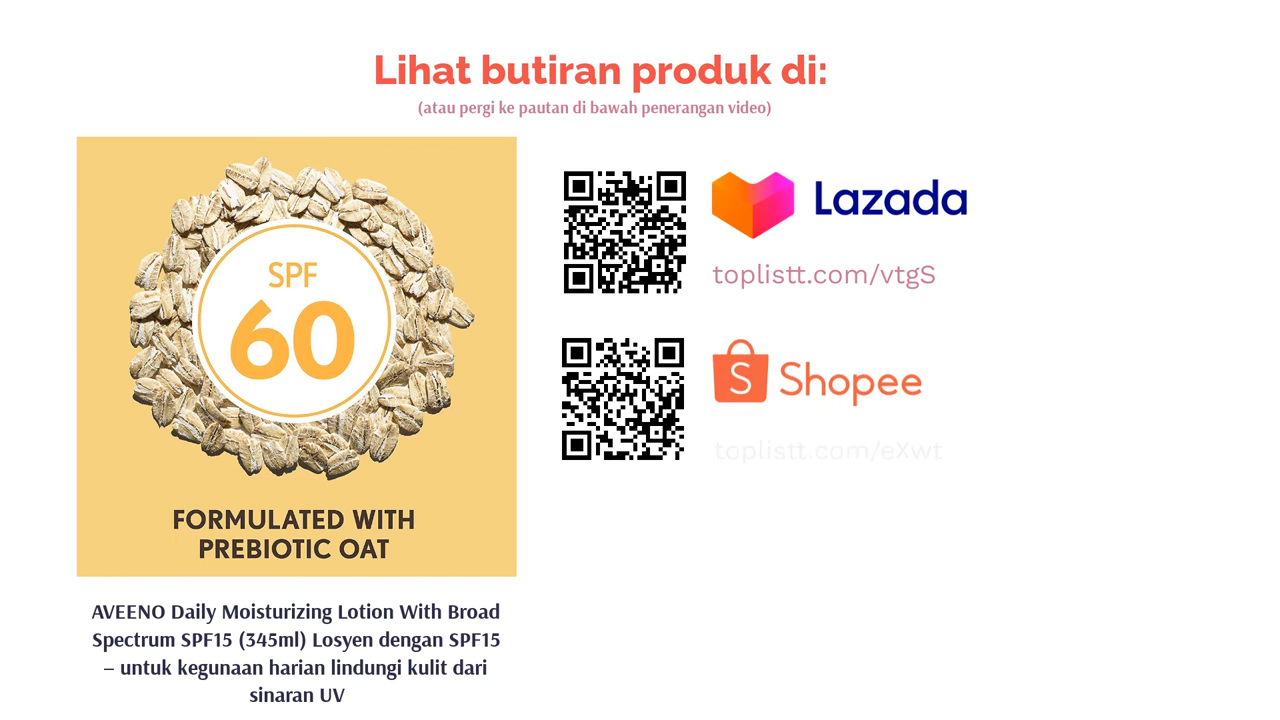 Lihat butiran produk di:
(atau pergi ke pautan di bawah penerangan video)
SPF
60
FORMULATED WITH
PREBIOTIC OAT
AVEENO Daily Moisturizing Lotion With Broad
Spectrum SPF15 (345ml) Losyen dengan SPF15
– untuk kegunaan harian lindungi kulit dari
sinaran UV
Lazada
toplistt.com/vtgS
S Shopee
toplistt.com/eXwt